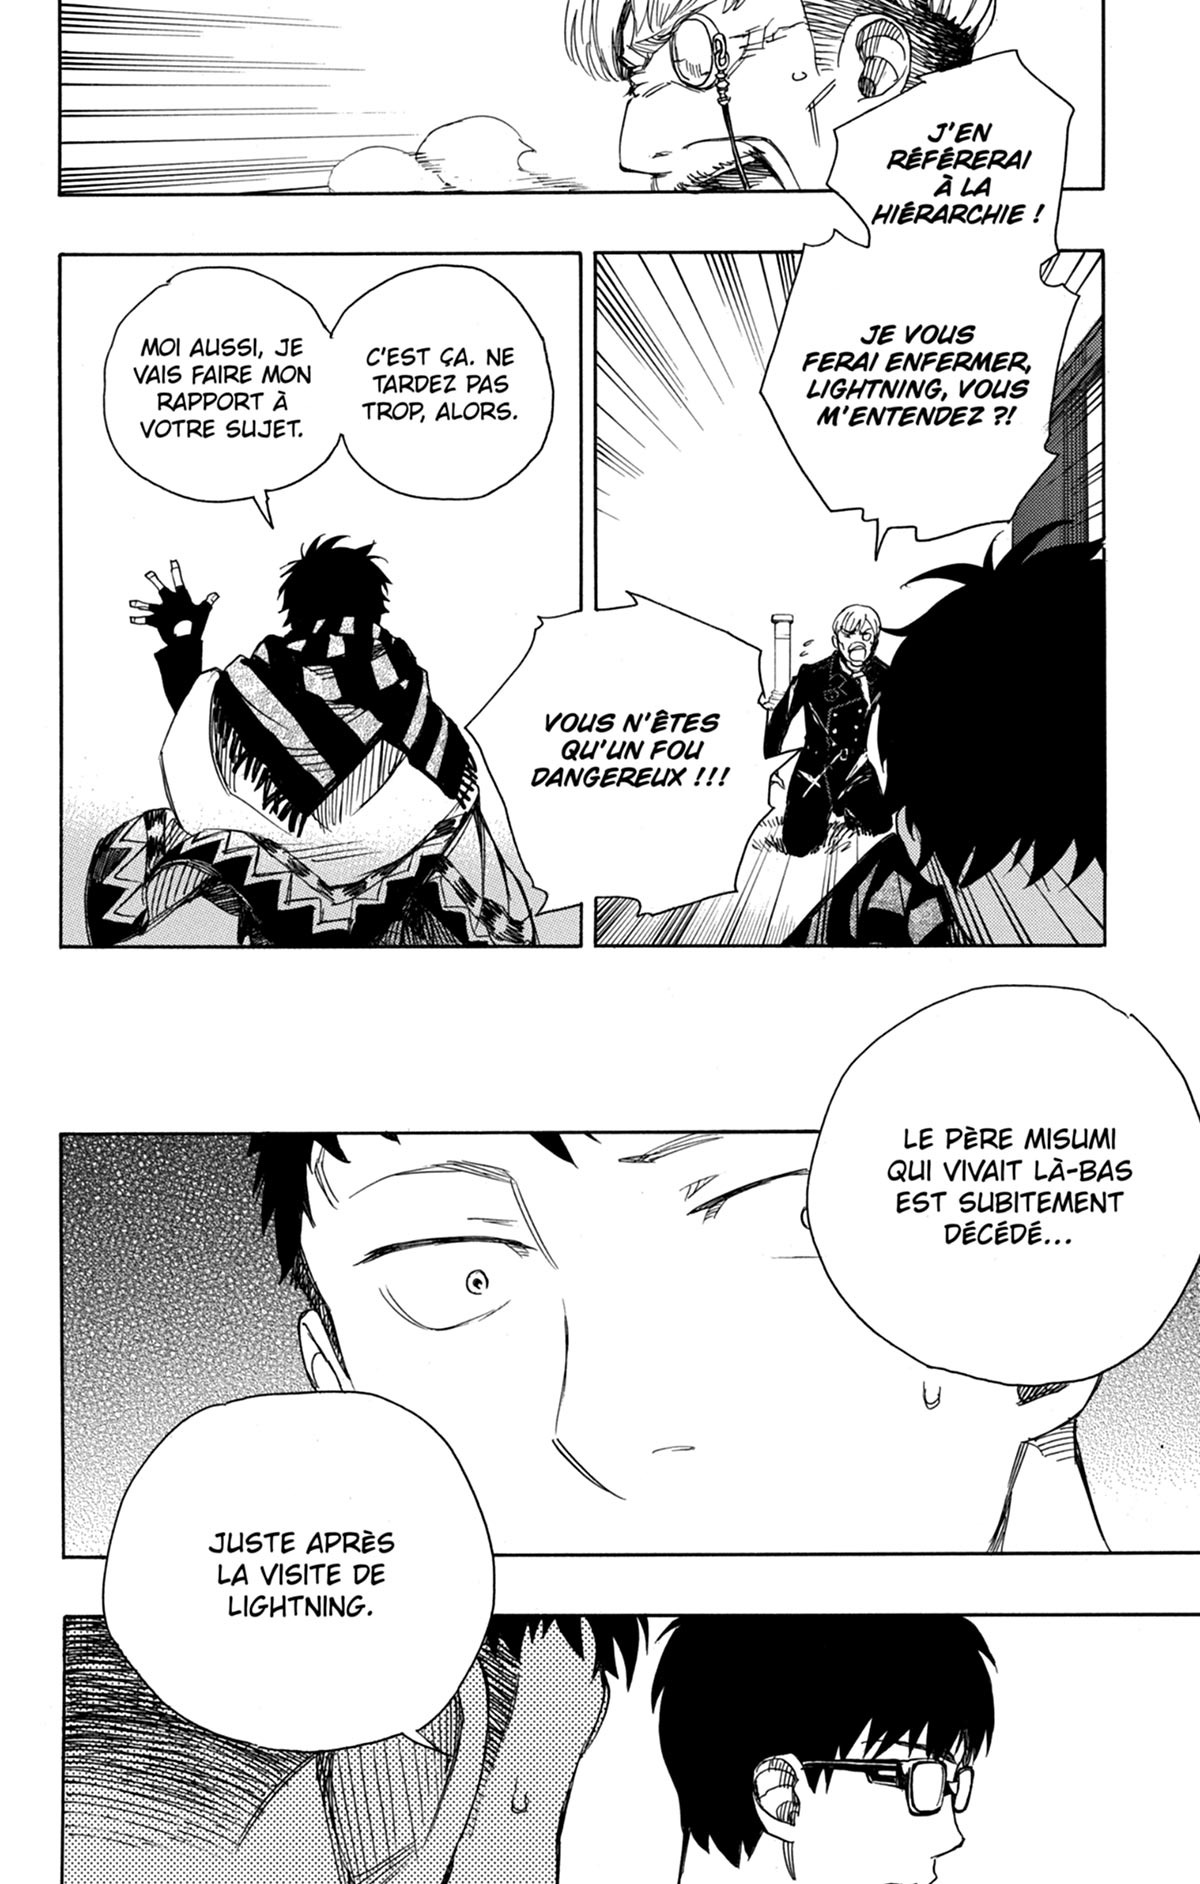 J'EN
RÉFÉRERAI
À LA
HIÉRARCHIE !
JE VOUS
FERAI ENFERMER,
LIGHTNING, VOUS
M'ENTENDEZ ?!
VOUS N'ÊTES
QU'UN FOU
DANGEREUX !!!
C'EST ÇA. NE
TARDEZ PAS
TROP, ALORS.
MOI AUSSI, JE
VAIS FAIRE MON
RAPPORT À
VOTRE SUJET.
LE PÈRE MISUMI
QUI VIVAIT LÀ-BAS
EST SUBITEMENT
DÉCÉDÉ...
JUSTE APRÈS
LA VISITE DE
LIGHTNING.